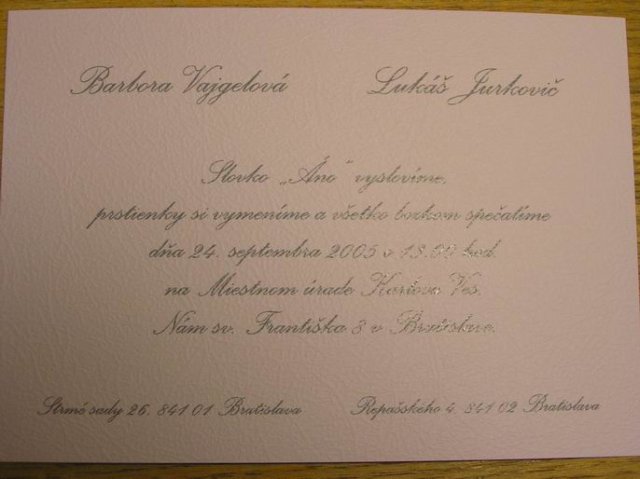 Barbora Vajgelová Lukáš Jurkovič
Slovko „Áno“ vyslovíme,
prstienky si vymeníme a všetko bozkom spečatíme
dňa 24. septembra 2005 v 13.00 hod.
na Miestnom úrade Karlova Ves,
Nám sv. Františka 8 v Bratislave.
Strmé sady 26, 841 01 Bratislava Repašského 4, 841 02 Bratislava